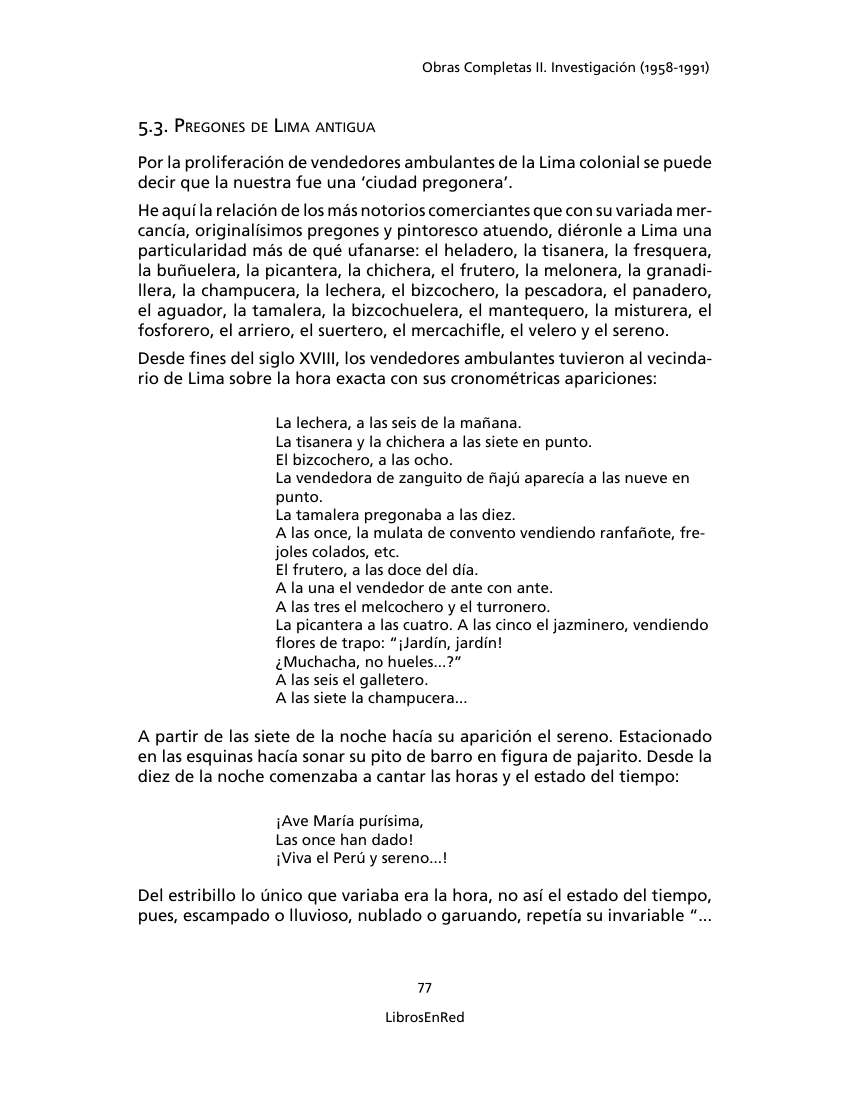 Obras Completas II. Investigación (1958-1991)
5.3. Pregones de Lima antigua
Por la proliferación de vendedores ambulantes de la Lima colonial se puede
decir que la nuestra fue una ‘ciudad pregonera’.
He aquí la relación de los más notorios comerciantes que con su variada mer-
cancía, originalísimos pregones y pintoresco atuendo, diéronle a Lima una
particularidad más de qué ufanarse: el heladero, la tisanera, la fresquera,
la buñuelera, la picantera, la chichera, el frutero, la melonera, la granadi-
llera, la champucera, la lechera, el bizcochero, la pescadora, el panadero,
el aguador, la tamalera, la bizcochuelera, el mantequero, la misturera, el
fosforero, el arriero, el suertero, el mercachifle, el velero y el sereno.
Desde fines del siglo XVIII, los vendedores ambulantes tuvieron al vecinda-
rio de Lima sobre la hora exacta con sus cronométricas apariciones:
La lechera, a las seis de la mañana.
La tisanera y la chichera a las siete en punto.
El bizcochero, a las ocho.
La vendedora de zanguito de ñajú aparecía a las nueve en
punto.
La tamalera pregonaba a las diez.
A las once, la mulata de convento vendiendo ranfañote, fre-
joles colados, etc.
El frutero, a las doce del día.
A la una el vendedor de ante con ante.
A las tres el melcochero y el turronero.
La picantera a las cuatro. A las cinco el jazminero, vendiendo
flores de trapo: “¡Jardín, jardín!
¿Muchacha, no hueles...?”
A las seis el galletero.
A las siete la champucera...
A partir de las siete de la noche hacía su aparición el sereno. Estacionado
en las esquinas hacía sonar su pito de barro en figura de pajarito. Desde la
diez de la noche comenzaba a cantar las horas y el estado del tiempo:
¡Ave María purísima,
Las once han dado!
¡Viva el Perú y sereno...!
Del estribillo lo único que variaba era la hora, no así el estado del tiempo,
pues, escampado o lluvioso, nublado o garuando, repetía su invariable “...
77
LibrosEnRed